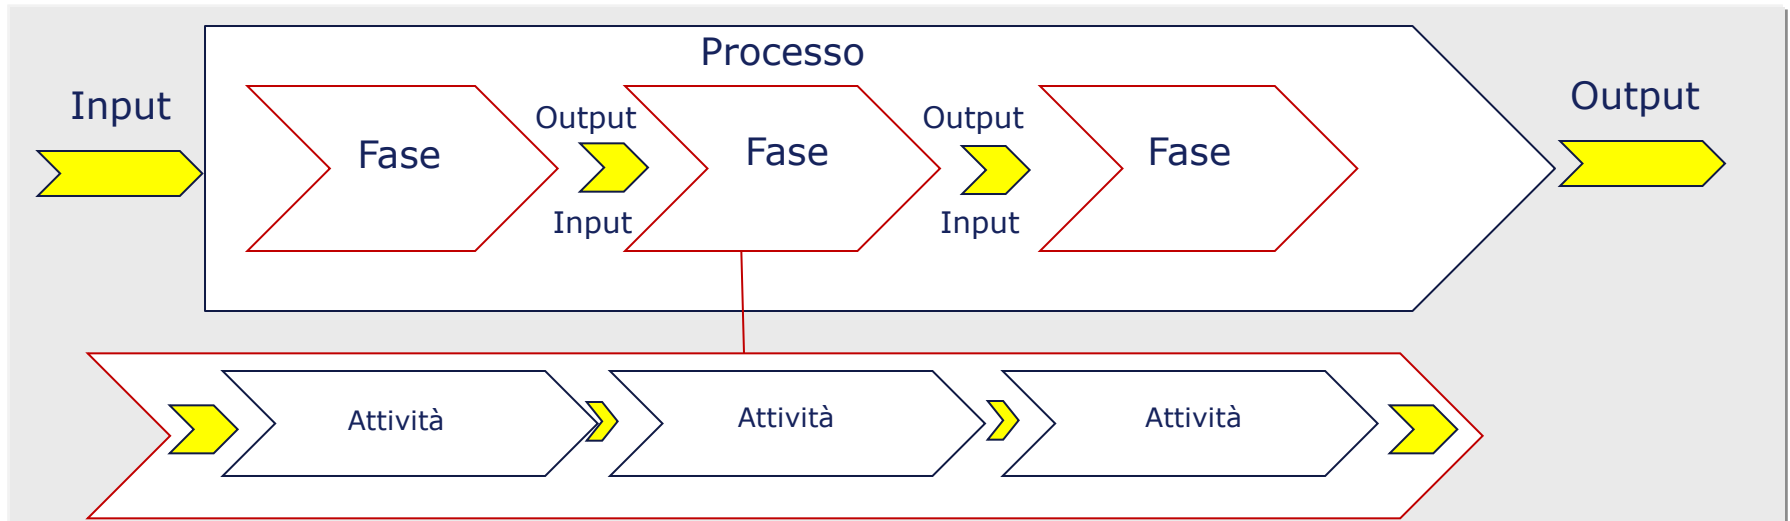 Processo
Input
Output
Fase
Output
Input
Fase
Output
Input
Fase
Attività
Attività
Attività